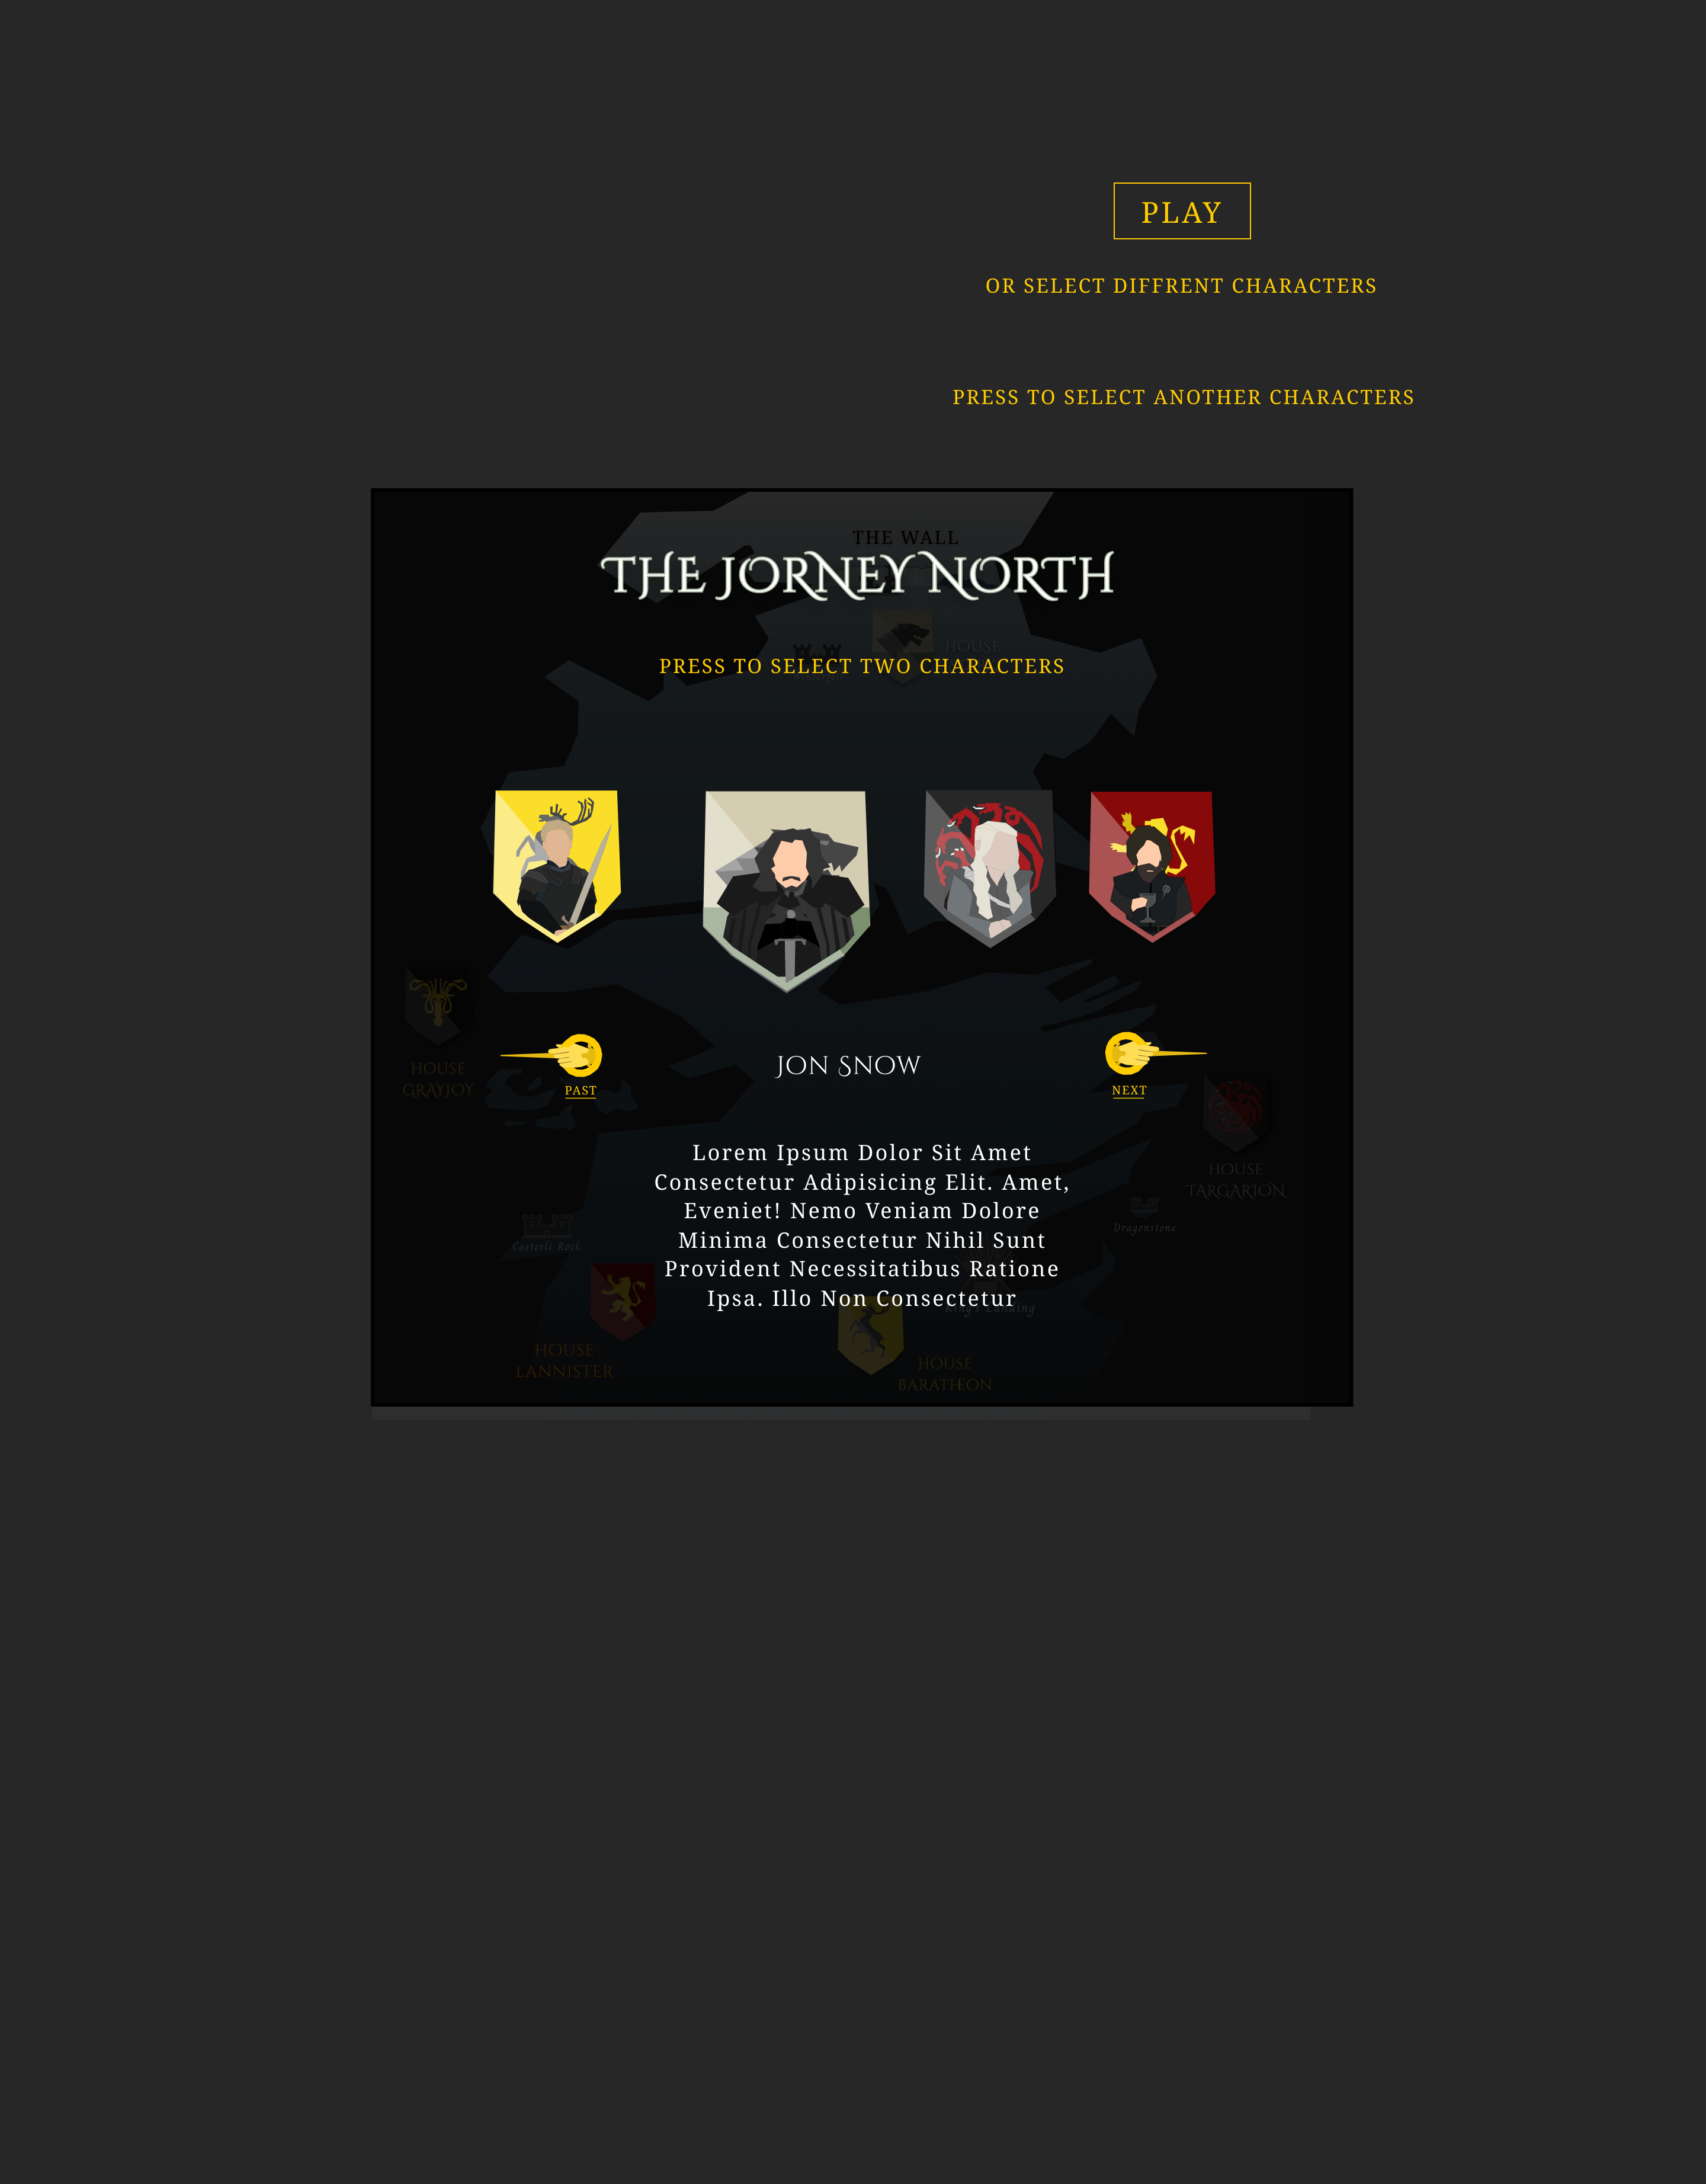 PLAY
OR SELECT DIFFRENT CHARACTERS
PRESS TO SELECT ANOTHER CHARACTERS
THE WALL
THE JORNEY NORTH
HOUSE
PRESS TO SELECT TWO CHARACTERS
JON SNOW
PAST
NEXT
HOUSE
GRAYJOY
Lorem Ipsum Dolor Sit Amet
Consectetur Adipisicing Elit. Amet,
Eveniet! Nemo Veniam Dolore
Minima Consectetur Nihil Sunt
Provident Necessitatibus Ratione
Ipsa. Illo Non Consectetur
HOUSE
TARGARION
Dragonstone
Casterli Rock
King's Landing
HOUSE
LANNISTER
HOUSE
BARATHEON